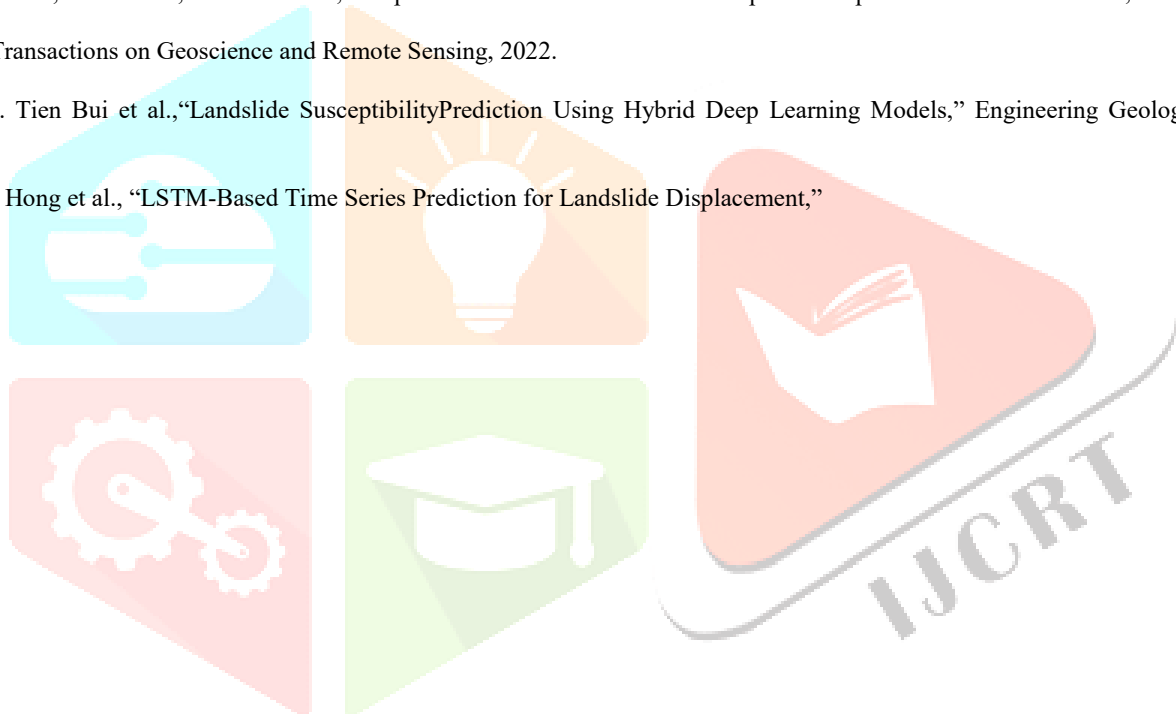 Transactions on Geoscience and Remote Sensing, 2022.
. Tien Bui et al.,“Landslide SusceptibilityPrediction Using Hybrid Deep Learning Models,” Engineering Geolog
Hong et al., “LSTM-Based Time Series Prediction for Landslide Displacement,”
IJCRT